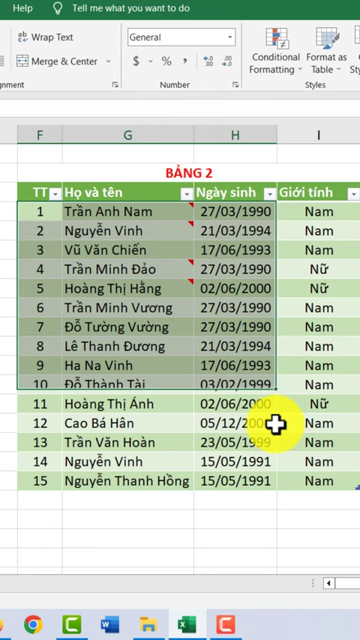 Help Tell me what you want to do
Wrap Text General Conditional Format as
Merge & Center $ % Formatting Table
Number
F G H I
BẢNG 2
TT Họ và tên Ngày sinh Giới tính
1 Trần Anh Nam 27/03/1990 Nam
2 Nguyễn Vinh 21/03/1994 Nam
3 Vũ Văn Chiến 17/06/1993 Nam
4 Trần Minh Đảo 27/03/1990 Nữ
5 Hoàng Thị Hằng 02/06/2000 Nữ
6 Trần Minh Vương 27/03/1990 Nam
7 Đỗ Tường Vường 27/03/1990 Nam
8 Lê Thanh Đương 21/03/1994 Nam
9 Ha Na Vinh 17/06/1993 Nam
10 Đỗ Thành Tài 03/02/1999 Nam
11 Hoàng Thị Ánh 02/06/2000 Nữ
12 Cao Bá Hân Nam
13 Trần Văn Hoàn 23/05/1999 Nam
14 Nguyễn Vinh 15/05/1991 Nam
15 Nguyễn Thanh Hồng 15/05/1991 Nam